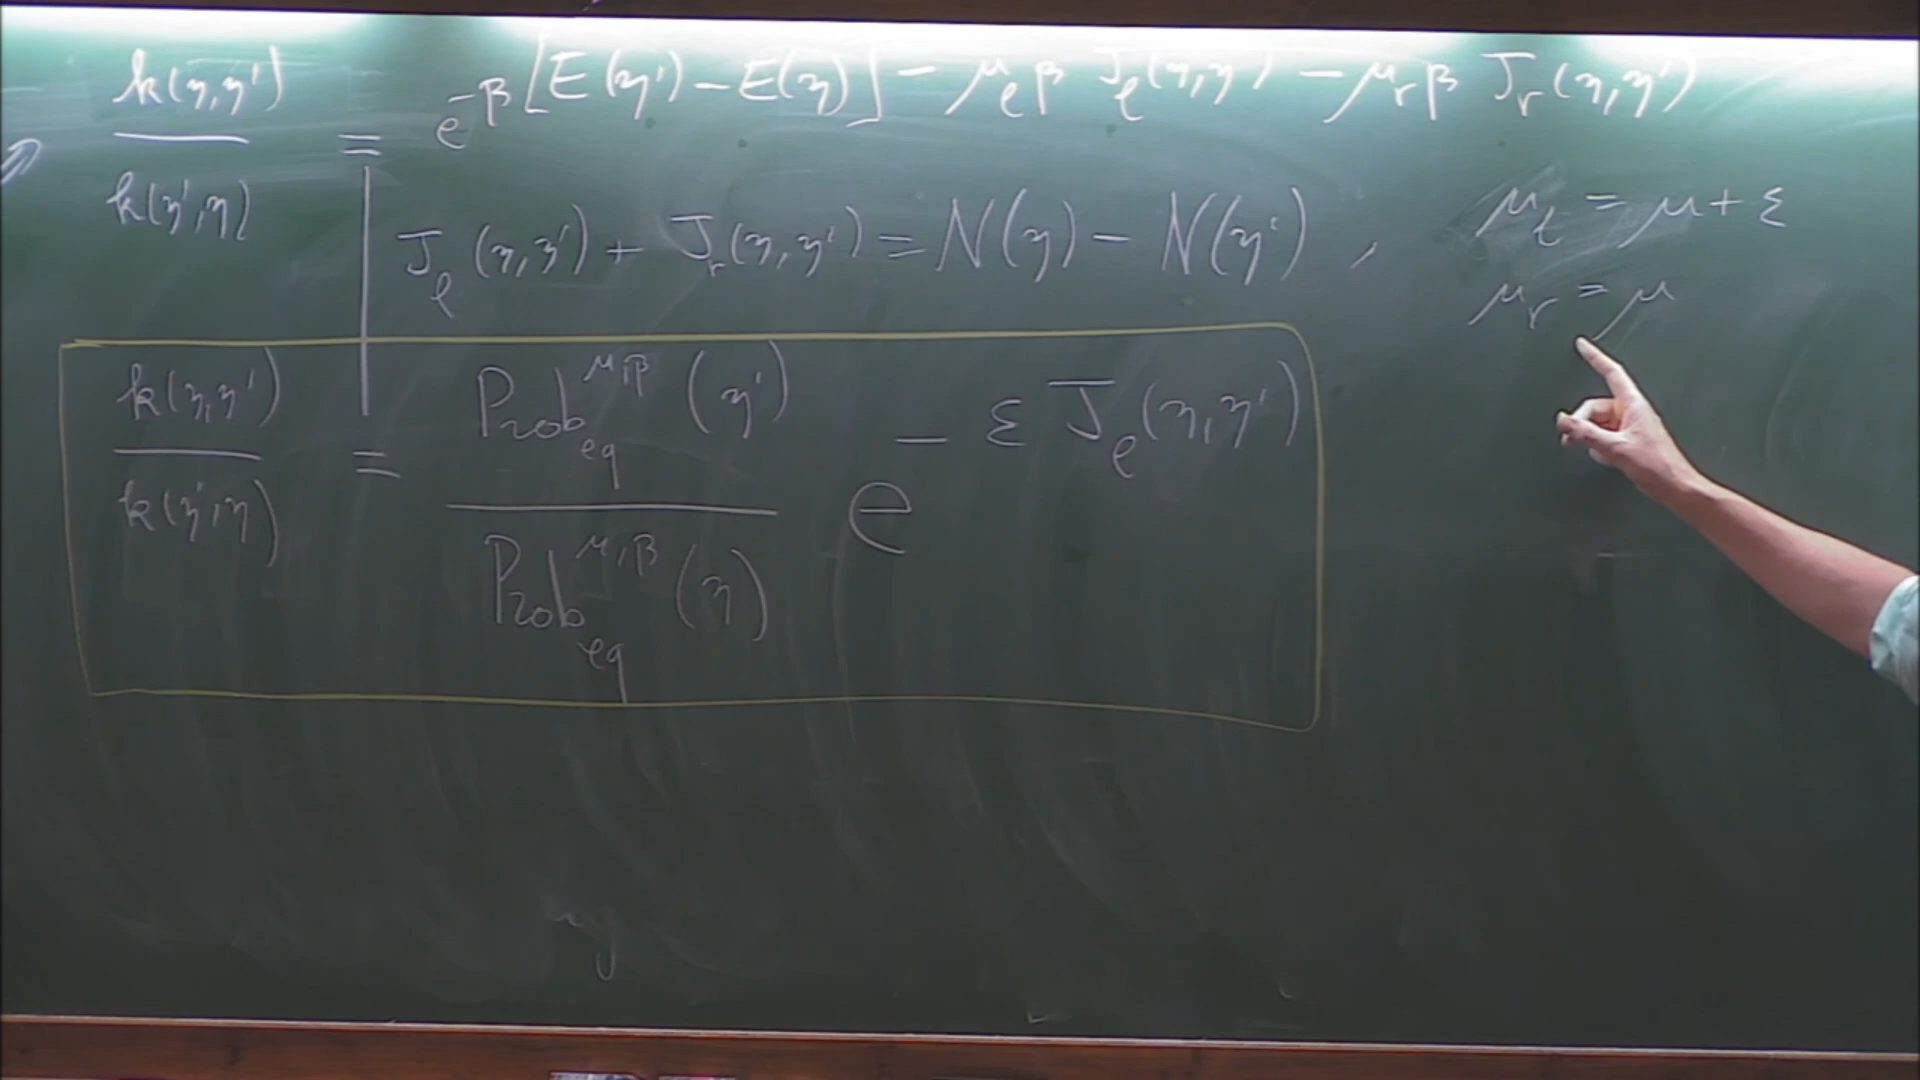 k(η,η') / k(η',η) = e^{-β[E(η') - E(η)] - μ_ℓ β J_ℓ(η,η') - μ_r β J_r(η,η')}
J_ℓ(η,η') + J_r(η,η') = N(η) - N(η') ,
μ_ℓ = μ + ε
μ_r = μ
k(η,η') / k(η',η) = Prob_eq^{μ,β}(η') / Prob_eq^{μ,β}(η) e^{- ε J_ℓ(η,η')}